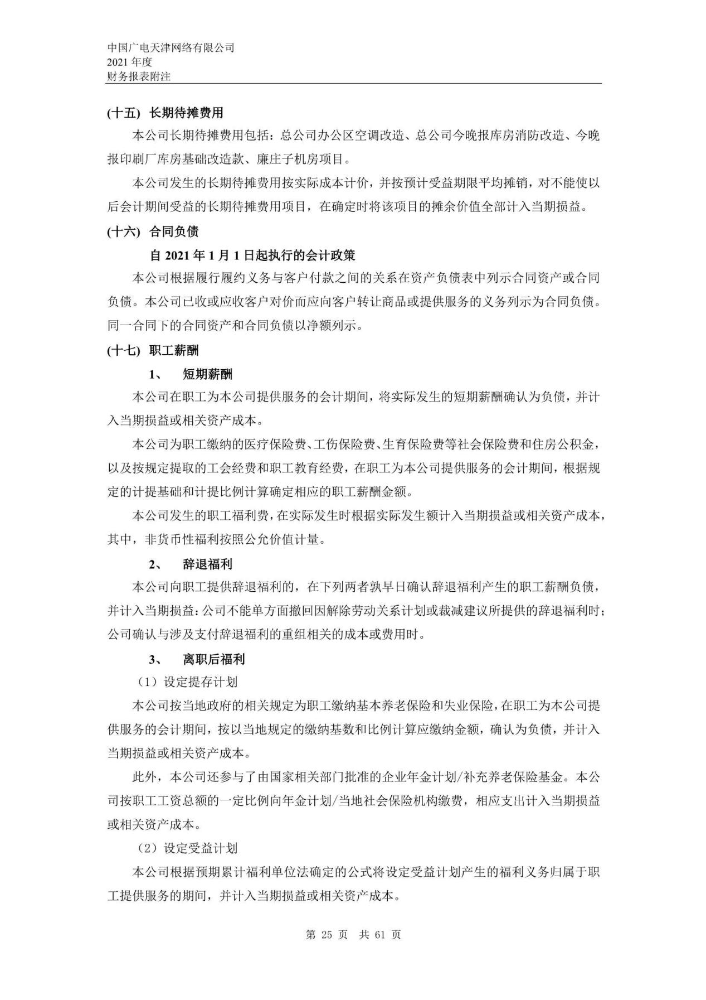 中国广电天津网络有限公司
2021 年度
财务报表附注
(十五) 长期待摊费用
本公司长期待摊费用包括：总公司办公区空调改造、总公司今晚报库房消防改造、今晚
报印刷厂库房基础改造款、廉庄子机房项目。
本公司发生的长期待摊费用按实际成本计价，并按预计受益期限平均摊销，对不能使以
后会计期间受益的长期待摊费用项目，在确定时将该项目的摊余价值全部计入当期损益。
(十六) 合同负债
自 2021 年 1 月 1 日起执行的会计政策
本公司根据履行履约义务与客户付款之间的关系在资产负债表中列示合同资产或合同
负债。本公司已收或应收客户对价而应向客户转让商品或提供服务的义务列示为合同负债。
同一合同下的合同资产和合同负债以净额列示。
(十七) 职工薪酬
1、 短期薪酬
本公司在职工为本公司提供服务的会计期间，将实际发生的短期薪酬确认为负债，并计
入当期损益或相关资产成本。
本公司为职工缴纳的医疗保险费、工伤保险费、生育保险费等社会保险费和住房公积金，
以及按规定提取的工会经费和职工教育经费，在职工为本公司提供服务的会计期间，根据规
定的计提基础和计提比例计算确定相应的职工薪酬金额。
本公司发生的职工福利费，在实际发生时根据实际发生额计入当期损益或相关资产成本，
其中，非货币性福利按照公允价值计量。
2、 辞退福利
本公司向职工提供辞退福利的，在下列两者孰早日确认辞退福利产生的职工薪酬负债，
并计入当期损益：公司不能单方面撤回因解除劳动关系计划或裁减建议所提供的辞退福利时；
公司确认与涉及支付辞退福利的重组相关的成本或费用时。
3、 离职后福利
（1）设定提存计划
本公司按当地政府的相关规定为职工缴纳基本养老保险和失业保险，在职工为本公司提
供服务的会计期间，按以当地规定的缴纳基数和比例计算应缴纳金额，确认为负债，并计入
当期损益或相关资产成本。
此外，本公司还参与了由国家相关部门批准的企业年金计划/补充养老保险基金。本公
司按职工工资总额的一定比例向年金计划/当地社会保险机构缴费，相应支出计入当期损益
或相关资产成本。
（2）设定受益计划
本公司根据预期累计福利单位法确定的公式将设定受益计划产生的福利义务归属于职
工提供服务的期间，并计入当期损益或相关资产成本。
第 25 页 共 61 页